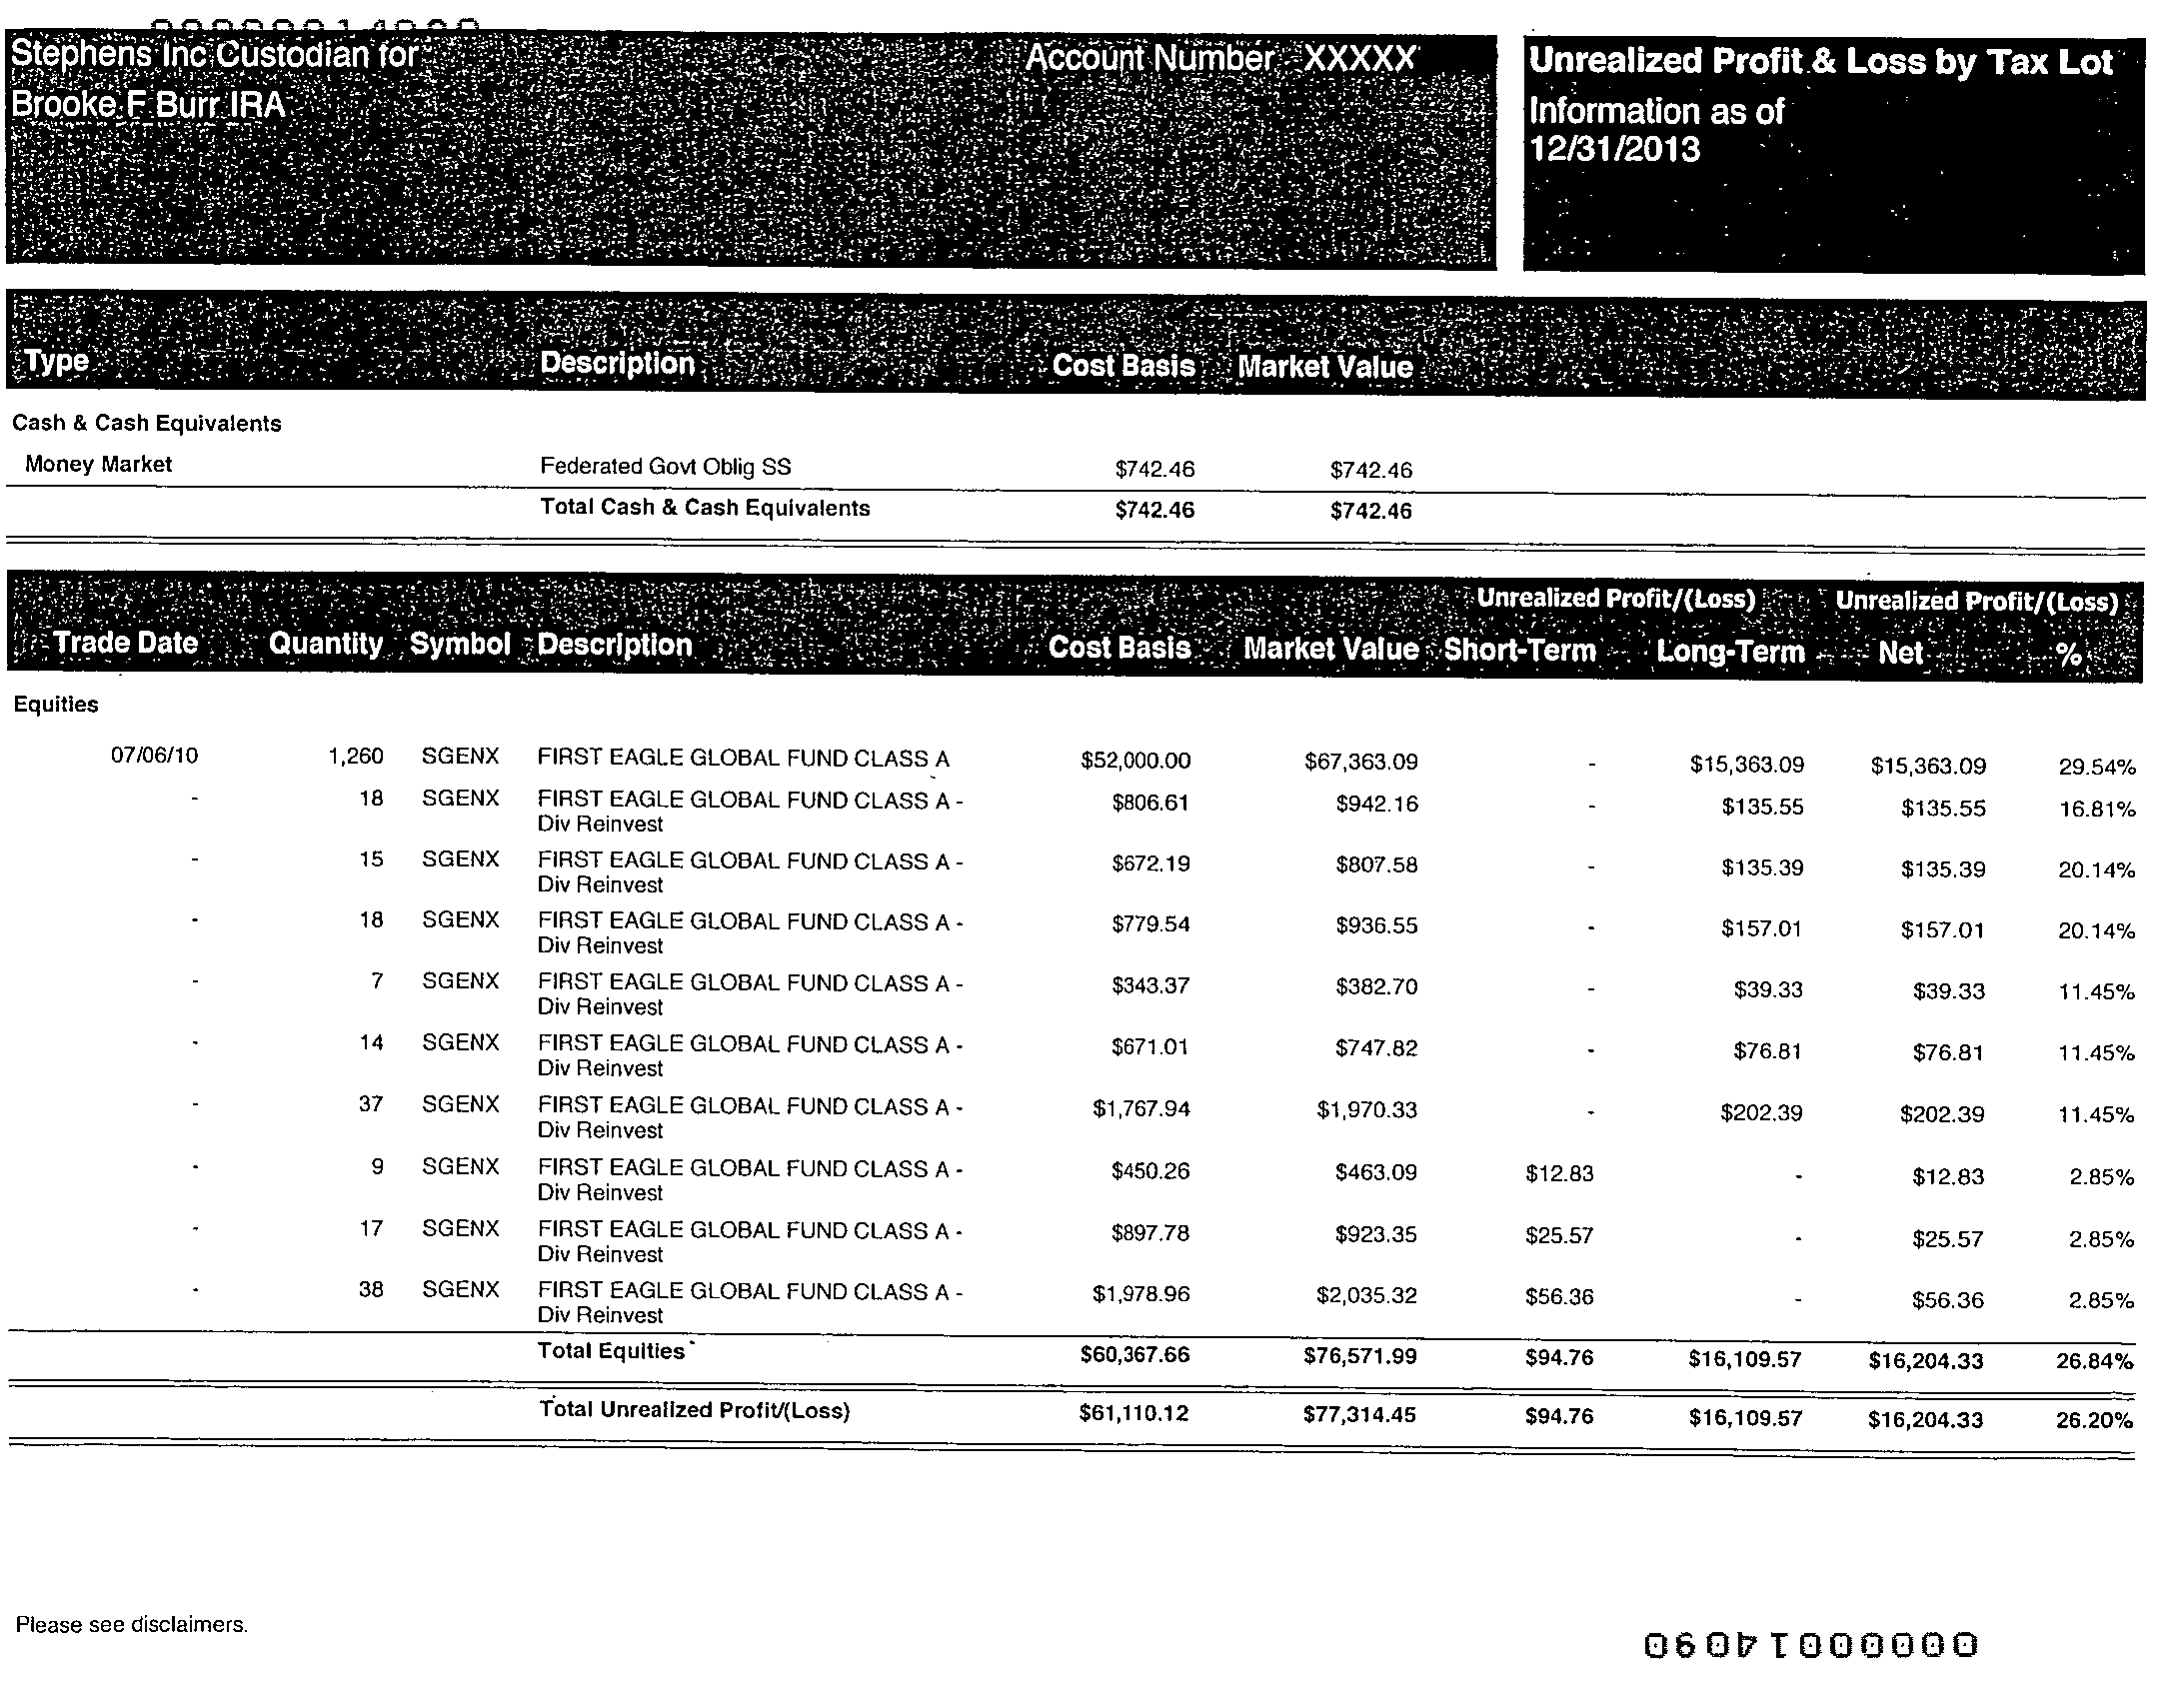 Stephens Inc Custodian for Account Number XXXXX
Brooke F Burr IRA
Unrealized Profit & Loss by Tax Lot
Information as of
12/31/2013
Type Description Cost Basis Market Value
Cash & Cash Equivalents
Money Market Federated Govt Oblig SS $742.46 $742.46
Total Cash & Cash Equivalents $742.46 $742.46
Unrealized Profit/(Loss) Unrealized Profit/(Loss)
Trade Date Quantity Symbol Description Cost Basis Market Value Short-Term Long-Term Net %
Equities
07/06/10 1,260 SGENX FIRST EAGLE GLOBAL FUND CLASS A $52,000.00 $67,363.09 - $15,363.09 $15,363.09 29.54%
- 18 SGENX FIRST EAGLE GLOBAL FUND CLASS A - $806.61 $942.16 - $135.55 $135.55 16.81%
Div Reinvest
- 15 SGENX FIRST EAGLE GLOBAL FUND CLASS A - $672.19 $807.58 - $135.39 $135.39 20.14%
Div Reinvest
- 18 SGENX FIRST EAGLE GLOBAL FUND CLASS A - $779.54 $936.55 - $157.01 $157.01 20.14%
Div Reinvest
- 7 SGENX FIRST EAGLE GLOBAL FUND CLASS A - $343.37 $382.70 - $39.33 $39.33 11.45%
Div Reinvest
- 14 SGENX FIRST EAGLE GLOBAL FUND CLASS A - $671.01 $747.82 - $76.81 $76.81 11.45%
Div Reinvest
- 37 SGENX FIRST EAGLE GLOBAL FUND CLASS A - $1,767.94 $1,970.33 - $202.39 $202.39 11.45%
Div Reinvest
- 9 SGENX FIRST EAGLE GLOBAL FUND CLASS A - $450.26 $463.09 $12.83 - $12.83 2.85%
Div Reinvest
- 17 SGENX FIRST EAGLE GLOBAL FUND CLASS A - $897.78 $923.35 $25.57 - $25.57 2.85%
Div Reinvest
- 38 SGENX FIRST EAGLE GLOBAL FUND CLASS A - $1,978.96 $2,035.32 $56.36 - $56.36 2.85%
Div Reinvest
Total Equities $60,367.66 $76,571.99 $94.76 $16,109.57 $16,204.33 26.84%
Total Unrealized Profit/(Loss) $61,110.12 $77,314.45 $94.76 $16,109.57 $16,204.33 26.20%
Please see disclaimers.
00000014090